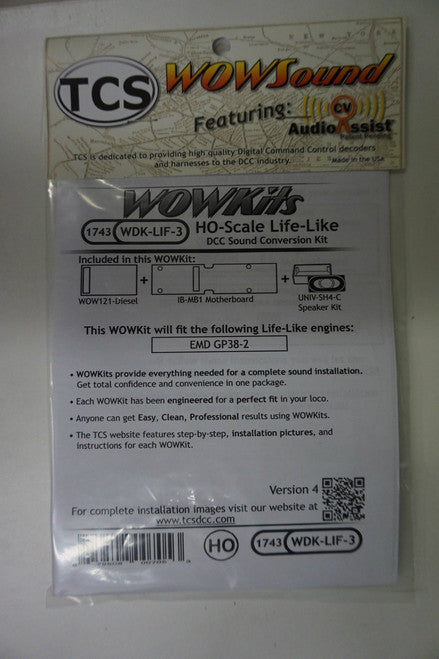 TCS
WOWSound
Featuring:
CV
AudioAssist
Patent Pending
TCS is dedicated to providing high quality Digital Command Control decoders
and harnesses to the DCC industry.
Made in the USA
WOWKits
1743 WDK-LIF-3
HO-Scale Life-Like
DCC Sound Conversion Kit
Included in this WOWKit:
+ +
WOW121-Diesel
IB-MB1 Motherboard
UNIV-SH4-C
Speaker Kit
This WOWKit will fit the following Life-Like engines:
EMD GP38-2
• WOWKits provide everything needed for a complete sound installation.
Get total confidence and convenience in one package.
• Each WOWKit has been engineered for a perfect fit in your loco.
• Anyone can get Easy, Clean, Professional results using WOWKits.
• The TCS website features step-by-step, installation pictures, and
instructions for each WOWKit.
Version 4
For complete installation images visit our website at
www.tcsdcc.com
HO
1743 WDK-LIF-3